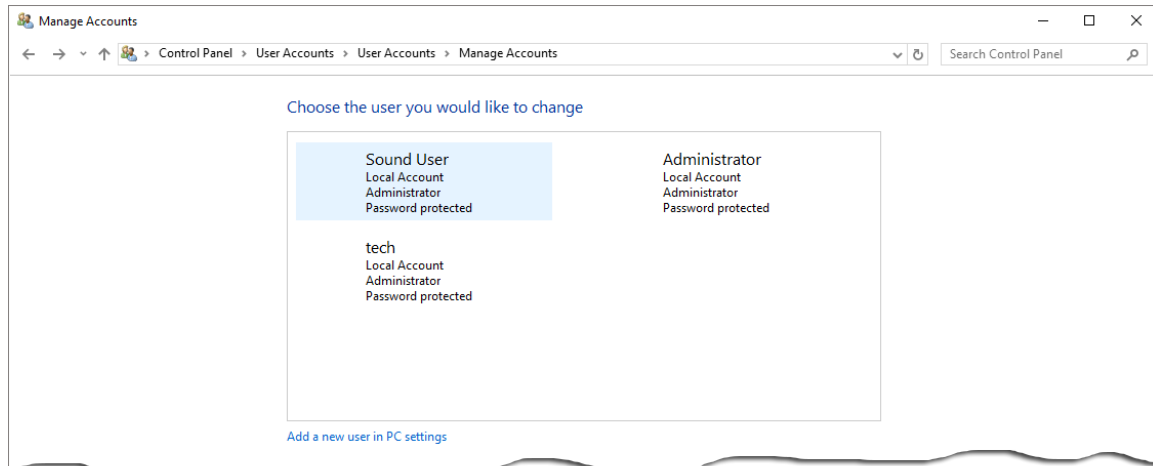 Manage Accounts
Control Panel > User Accounts > User Accounts > Manage Accounts
Search Control Panel
Choose the user you would like to change
Sound User
Local Account
Administrator
Password protected
Administrator
Local Account
Administrator
Password protected
tech
Local Account
Administrator
Password protected
Add a new user in PC settings